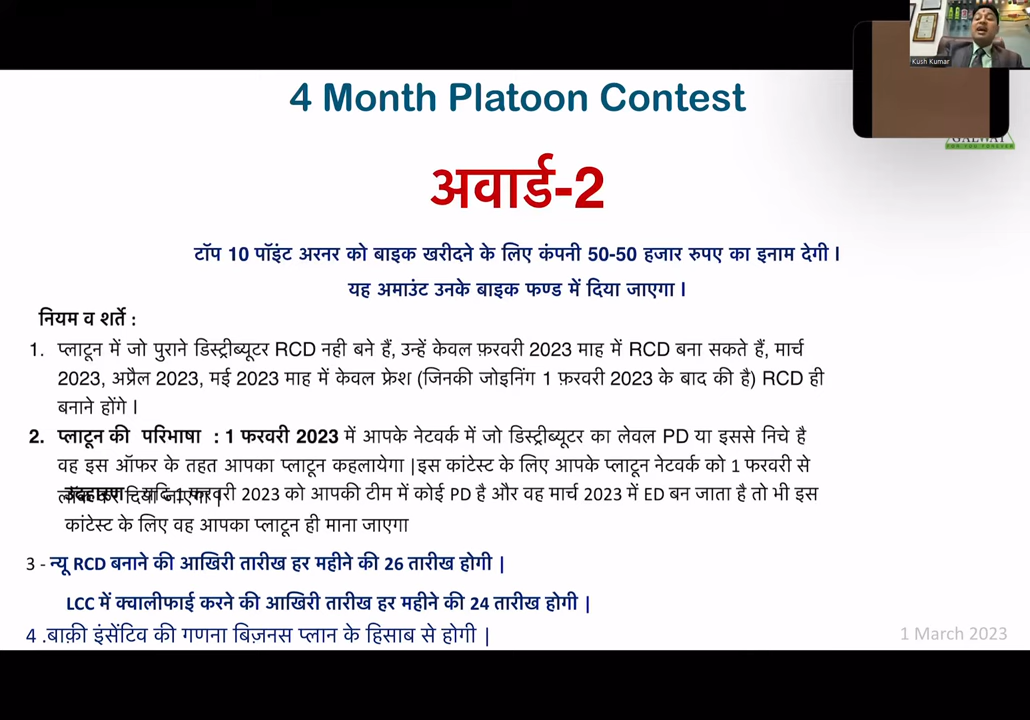 Kush Kumar
4 Month Platoon Contest
FOR YOU FOREVER
अवार्ड-2
टॉप 10 पॉइंट अरनर को बाइक खरीदने के लिए कंपनी 50-50 हजार रुपए का इनाम देगी l
यह अमाउंट उनके बाइक फण्ड में दिया जाएगा l
नियम व शर्ते :
1. प्लाटून में जो पुराने डिस्ट्रीब्यूटर RCD नही बने हैं, उन्हें केवल फ़रवरी 2023 माह में RCD बना सकते हैं, मार्च
2023, अप्रैल 2023, मई 2023 माह में केवल फ्रेश (जिनकी जोइनिंग 1 फ़रवरी 2023 के बाद की है) RCD ही
बनाने होंगे l
2. प्लाटून की परिभाषा : 1 फरवरी 2023 में आपके नेटवर्क में जो डिस्ट्रीब्यूटर का लेवल PD या इससे निचे है
वह इस ऑफर के तहत आपका प्लाटून कहलायेगा |इस कांटेस्ट के लिए आपके प्लाटून नेटवर्क को 1 फरवरी से
दिया जाएगा |
यदि 1 फरवरी 2023 को आपकी टीम में कोई PD है और वह मार्च 2023 में ED बन जाता है तो भी इस
कांटेस्ट के लिए वह आपका प्लाटून ही माना जाएगा
3 - न्यू RCD बनाने की आखिरी तारीख हर महीने की 26 तारीख होगी |
LCC में क्वालीफाई करने की आखिरी तारीख हर महीने की 24 तारीख होगी |
4 .बाक़ी इंसेंटिव की गणना बिज़नस प्लान के हिसाब से होगी |
1 March 2023